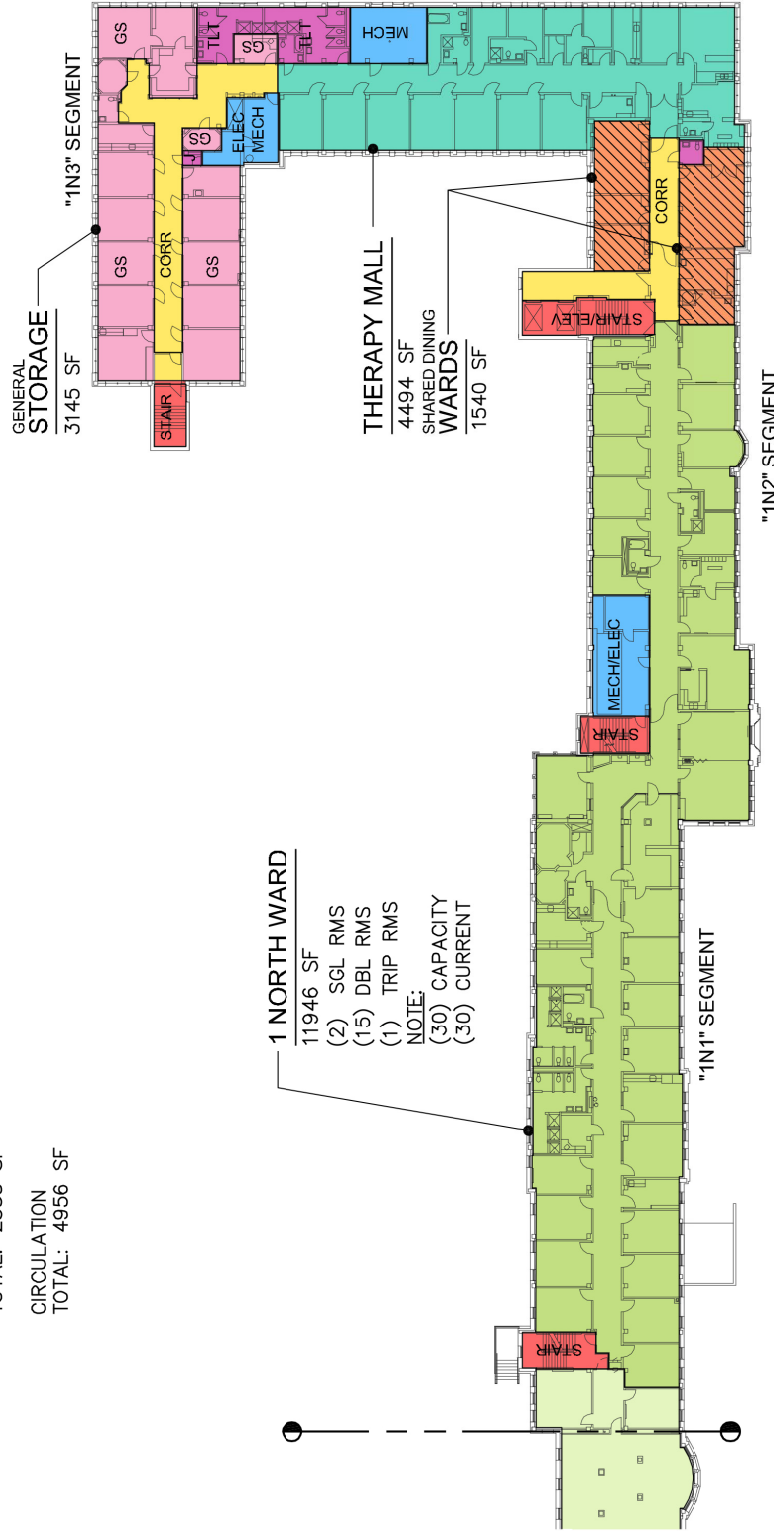 GENERAL
STORAGE
3145 SF
"1N3" SEGMENT
GS
TLT
GS
TLT
MECH
GS
ELEC
MECH
J
GS
CORR
GS
STAIR
THERAPY MALL
4494 SF
SHARED DINING
WARDS
1540 SF
CORR
STAIR/ELEV
"1N2" SEGMENT
MECH/ELEC
STAIR
1 NORTH WARD
11946 SF
(2) SGL RMS
(15) DBL RMS
(1) TRIP RMS
NOTE:
(30) CAPACITY
(30) CURRENT
"1N1" SEGMENT
STAIR
CIRCULATION
TOTAL: 4956 SF